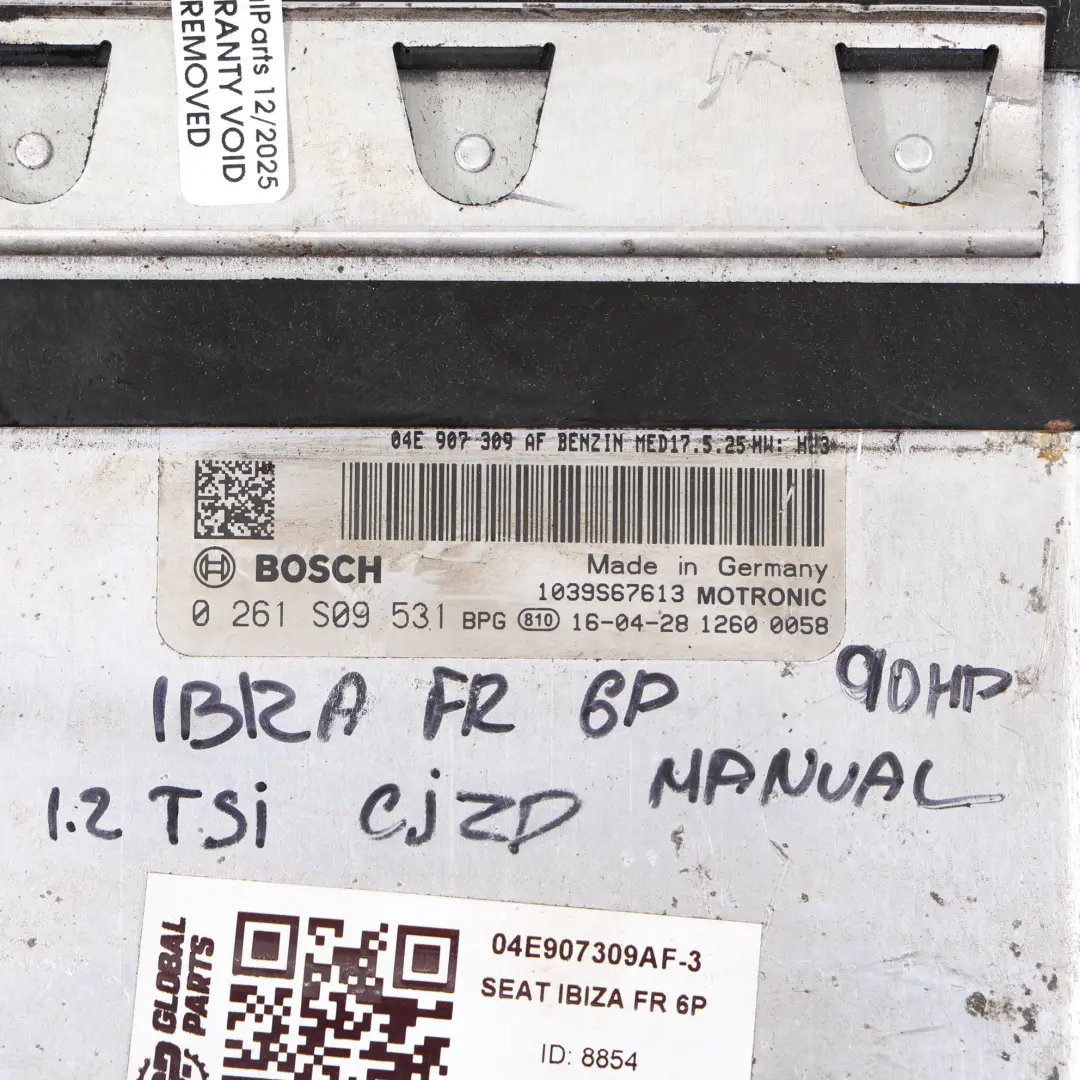 Parts 12/2025
RANTY VOID
REMOVED
04E 907 309 AF BENZIN MED17.5.25 HW: H23
BOSCH
Made in Germany
1039S67613 MOTRONIC
0 261 S09 531 BPG 810 16-04-28 1260 0058
IBIZA FR 6P 90HP
1.2 TSi CJZD MANUAL
GLOBAL
PARTS
04E907309AF-3
SEAT IBIZA FR 6P
ID: 8854